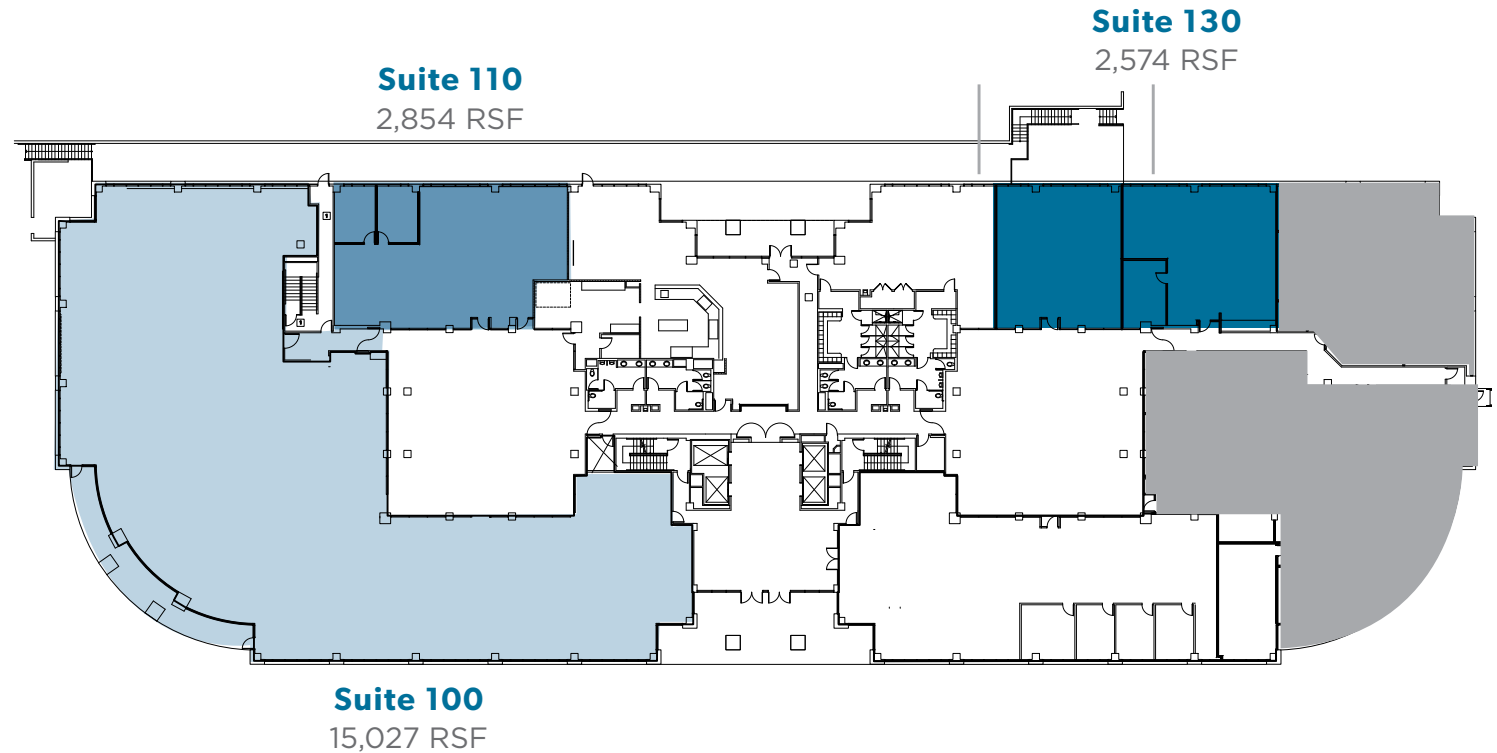 Suite 130
2,574 RSF
Suite 110
2,854 RSF
Suite 100
15,027 RSF